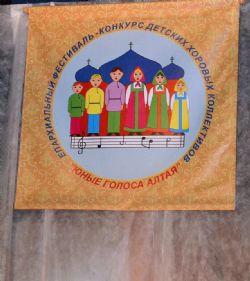 ЕПАРХИАЛЬНЫЙ ФЕСТИВАЛЬ-КОНКУРС ДЕТСКИХ ХОРОВЫХ КОЛЛЕКТИВОВ
"ЮНЫЕ ГОЛОСА АЛТАЯ"